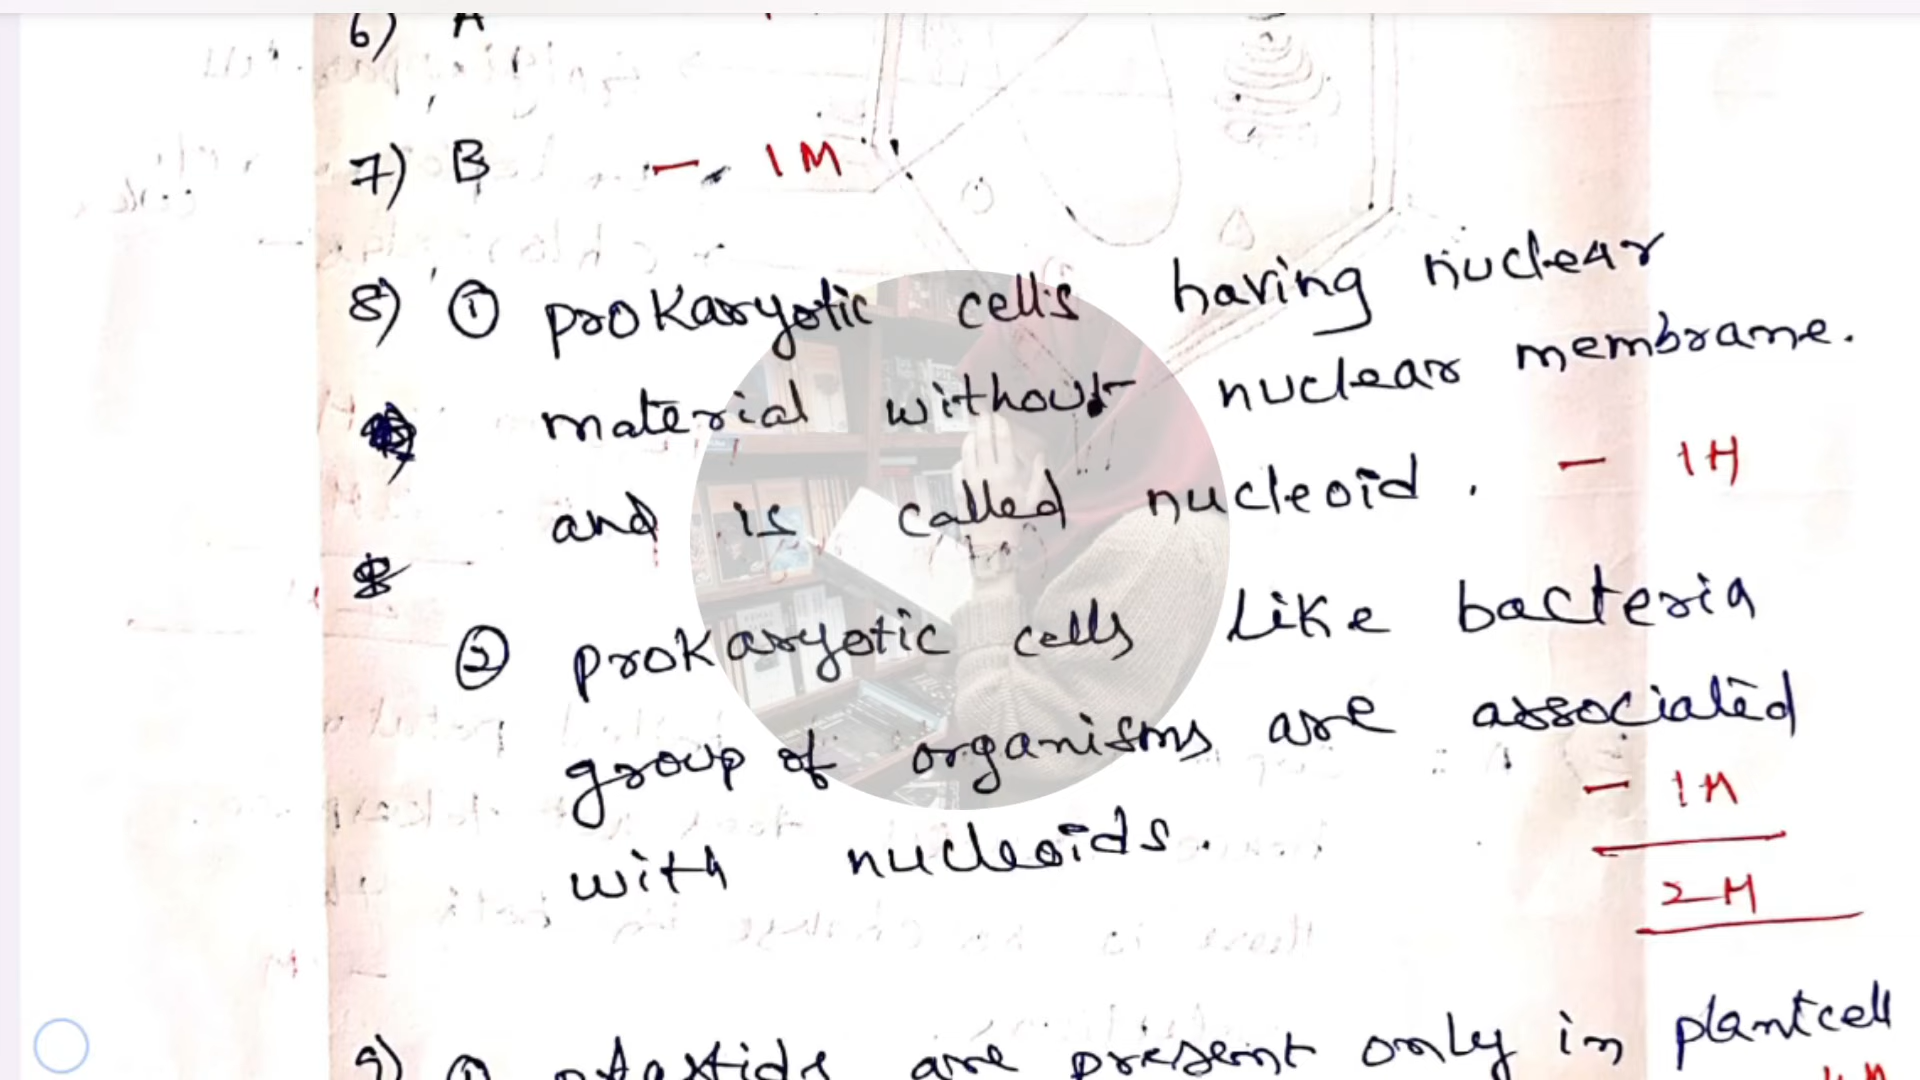 6) A
7) B - 1M
8) ① prokaryotic cells having nuclear
material without nuclear membrane.
and is called nucleoid. - 1M
② prokaryotic cells like bacteria
group of organisms are associated
with nucleoids. - 1M
2M
9) ① plastids are present only in plantcell